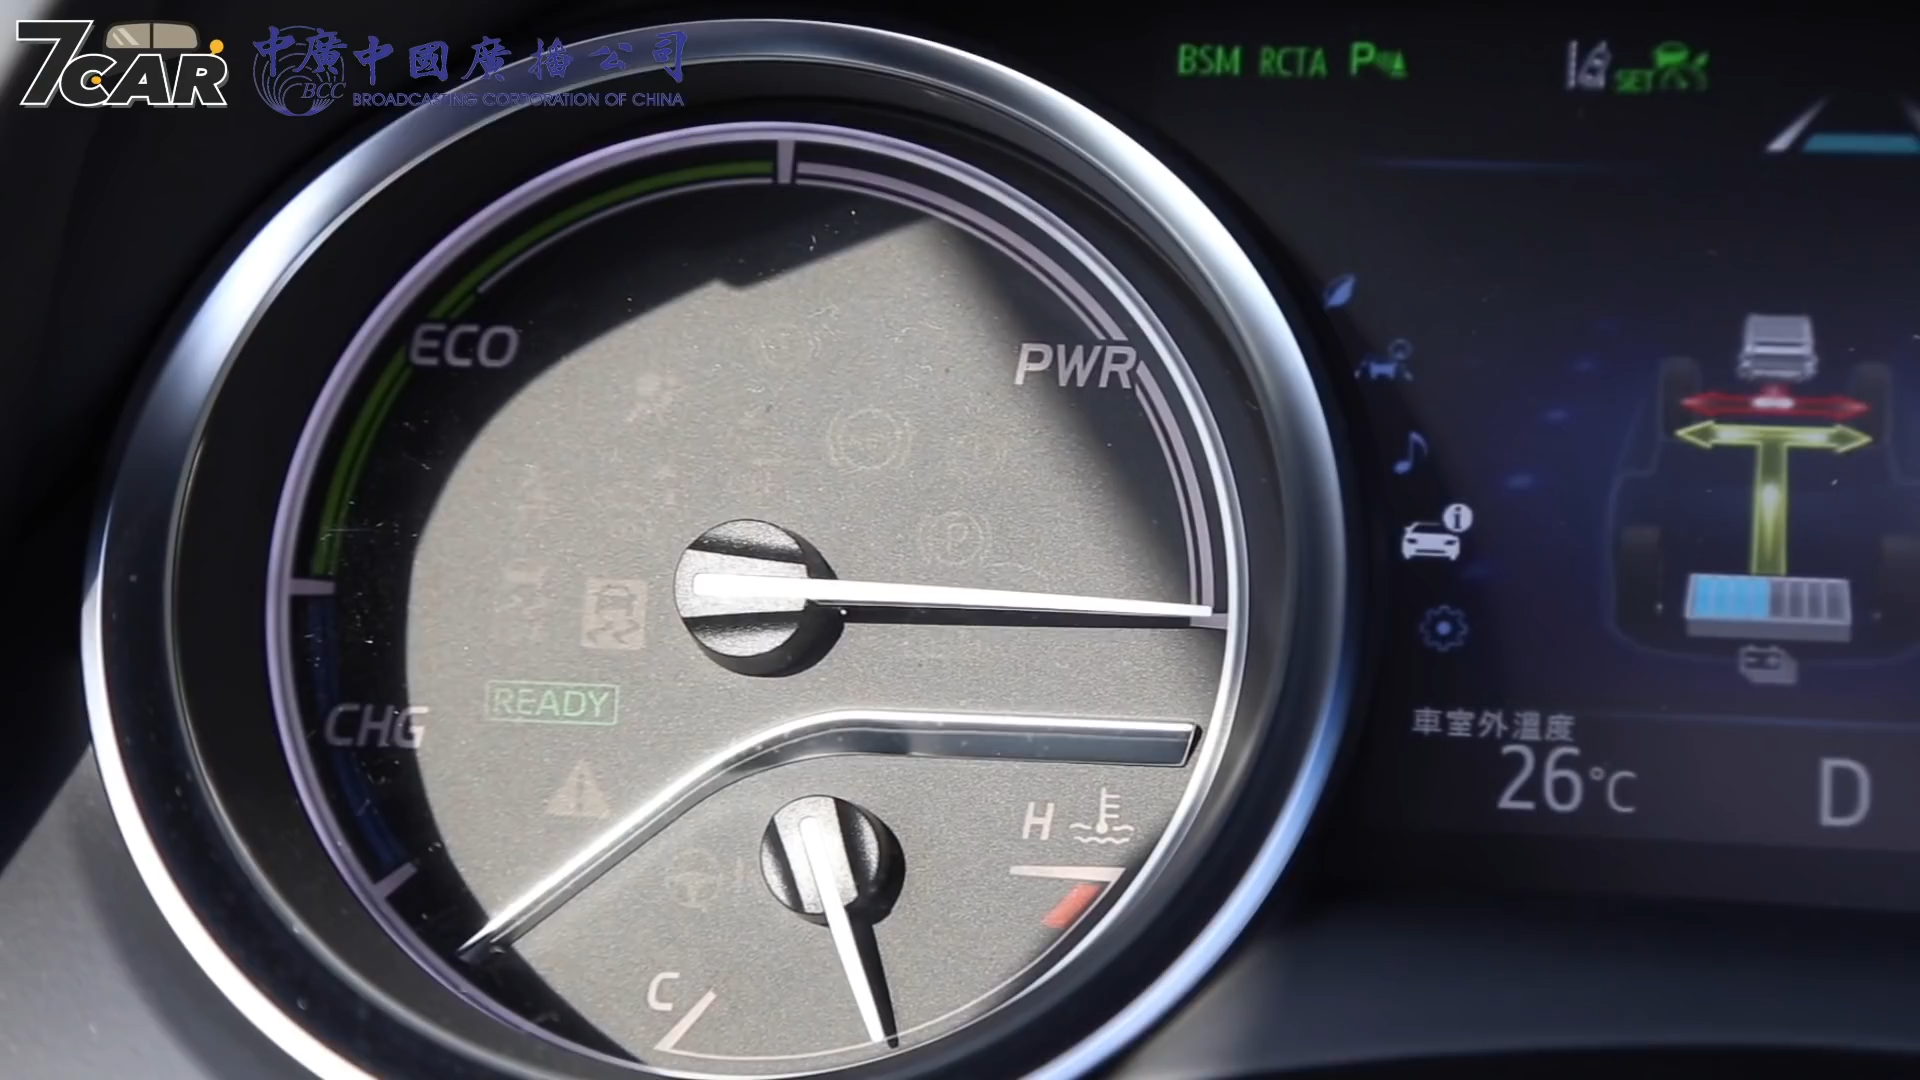 7CAR
中廣 中國廣播公司
BCC BROADCASTING CORPORATION OF CHINA
BSM RCTA P
SET
ECO
PWR
CHG
READY
H
C
車室外溫度
26°C
D